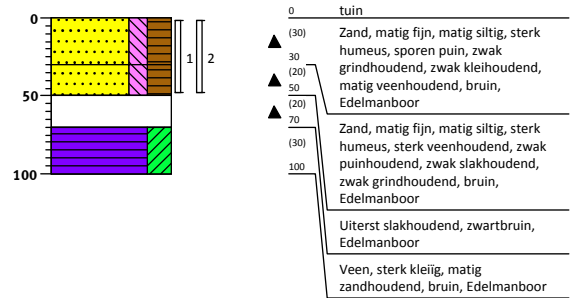 0
50
100
1
2
0
tuin
(30)
30
(20)
50
(20)
70
(30)
100
Zand, matig fijn, matig siltig, sterk
humeus, sporen puin, zwak
grindhoudend, zwak kleihoudend,
matig veenhoudend, bruin,
Edelmanboor
Zand, matig fijn, matig siltig, sterk
humeus, sterk veenhoudend, zwak
puinhoudend, zwak slakhoudend,
zwak grindhoudend, bruin,
Edelmanboor
Uiterst slakhoudend, zwartbruin,
Edelmanboor
Veen, sterk kleiïg, matig
zandhoudend, bruin, Edelmanboor